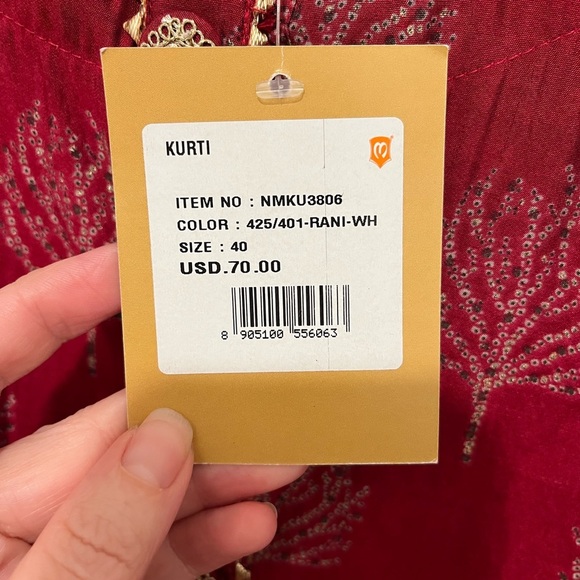 KURTI
ITEM NO : NMKU3806
COLOR : 425/401-RANI-WH
SIZE : 40
USD.70.00
8 905100 556063